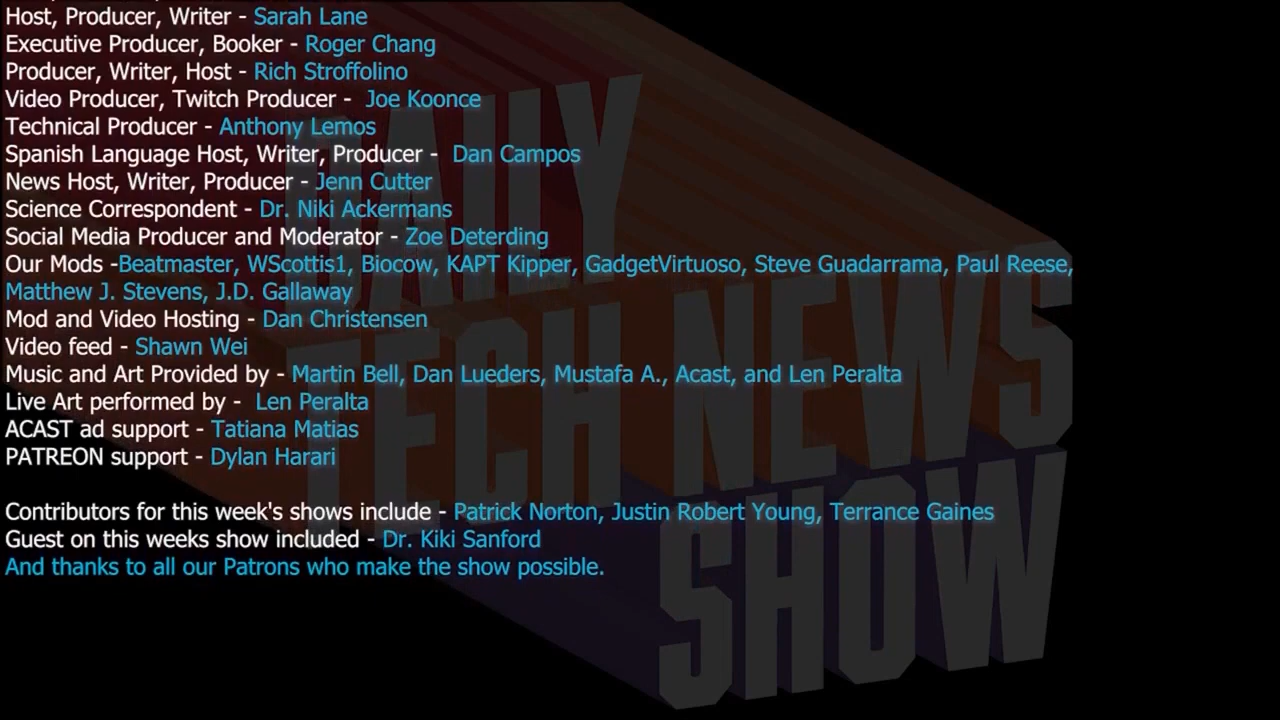 Host, Producer, Writer - Sarah Lane
Executive Producer, Booker - Roger Chang
Producer, Writer, Host - Rich Stroffolino
Video Producer, Twitch Producer -  Joe Koonce
Technical Producer - Anthony Lemos
Spanish Language Host, Writer, Producer -  Dan Campos
News Host, Writer, Producer - Jenn Cutter
Science Correspondent - Dr. Niki Ackermans
Social Media Producer and Moderator - Zoe Deterding
Our Mods -Beatmaster, WScottis1, Biocow, KAPT Kipper, GadgetVirtuoso, Steve Guadarrama, Paul Reese,
Matthew J. Stevens, J.D. Gallaway
Mod and Video Hosting - Dan Christensen
Video feed - Shawn Wei
Music and Art Provided by - Martin Bell, Dan Lueders, Mustafa A., Acast, and Len Peralta
Live Art performed by -  Len Peralta
ACAST ad support - Tatiana Matias
PATREON support - Dylan Harari
Contributors for this week's shows include - Patrick Norton, Justin Robert Young, Terrance Gaines
Guest on this weeks show included - Dr. Kiki Sanford
And thanks to all our Patrons who make the show possible.
DAILY
TECH NEWS
SHOW